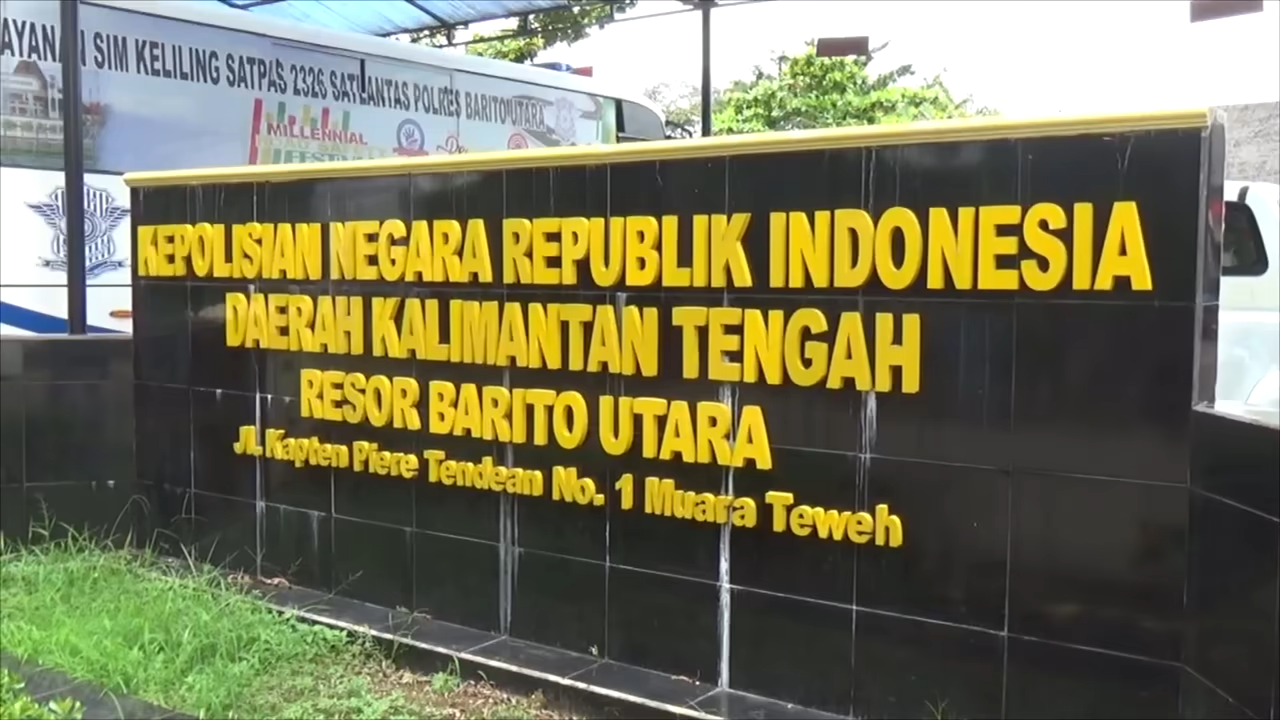 SIM KELILING SATPAS 2326 SATLANTAS POLRES BARITO UTARA
MILLENNIAL
KEPOLISIAN NEGARA REPUBLIK INDONESIA
DAERAH KALIMANTAN TENGAH
RESOR BARITO UTARA
JL. Kapten Piere Tendean No. 1 Muara Teweh